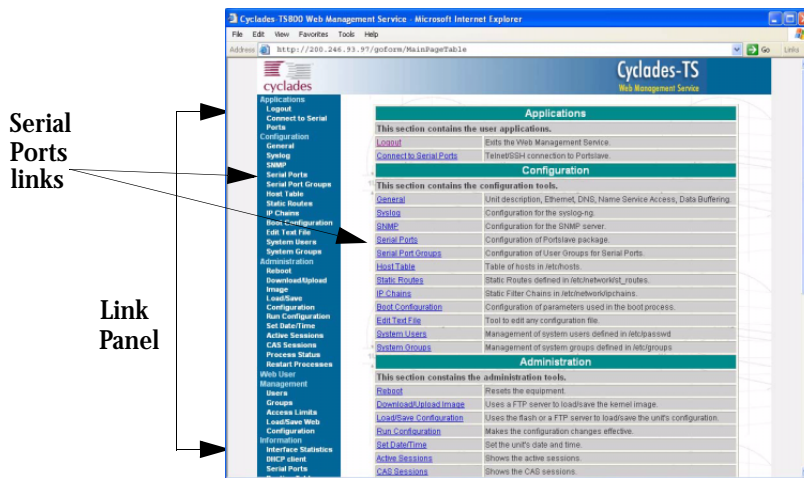 Cyclades-TS800 Web Management Service - Microsoft Internet Explorer
File Edit View Favorites Tools Help
Address http://200.246.93.97/goform/MainPageTable Go Links
cyclades
Cyclades-TS
Web Management Service
Serial
Ports
links
Link
Panel
Applications
Logout
Connect to Serial
Ports
Configuration
General
Syslog
SNMP
Serial Ports
Serial Port Groups
Host Table
Static Routes
IP Chains
Boot Configuration
Edit Text File
System Users
System Groups
Administration
Reboot
Download/Upload
Image
Load/Save
Configuration
Run Configuration
Set Date/Time
Active Sessions
CAS Sessions
Process Status
Restart Processes
Web User
Management
Users
Groups
Access Limits
Load/Save Web
Configuration
Information
Interface Statistics
DHCP client
Serial Ports
Applications
This section contains the user applications.
Logout Exits the Web Management Service.
Connect to Serial Ports Telnet/SSH connection to Portslave.
Configuration
This section contains the configuration tools.
General Unit description, Ethernet, DNS, Name Service Access, Data Buffering.
Syslog Configuration for the syslog-ng.
SNMP Configuration for the SNMP server.
Serial Ports Configuration of Portslave package.
Serial Port Groups Configuration of User Groups for Serial Ports.
Host Table Table of hosts in /etc/hosts.
Static Routes Static Routes defined in /etc/network/st_routes.
IP Chains Static Filter Chains in /etc/network/ipchains.
Boot Configuration Configuration of parameters used in the boot process.
Edit Text File Tool to edit any configuration file.
System Users Management of system users defined in /etc/passwd
System Groups Management of system groups defined in /etc/groups
Administration
This section constains the administration tools.
Reboot Resets the equipment.
Download/Upload Image Uses a FTP server to load/save the kernel image.
Load/Save Configuration Uses the flash or a FTP server to load/save the unit's configuration.
Run Configuration Makes the configuration changes effective.
Set Date/Time Set the unit's date and time.
Active Sessions Shows the active sessions.
CAS Sessions Shows the CAS sessions.